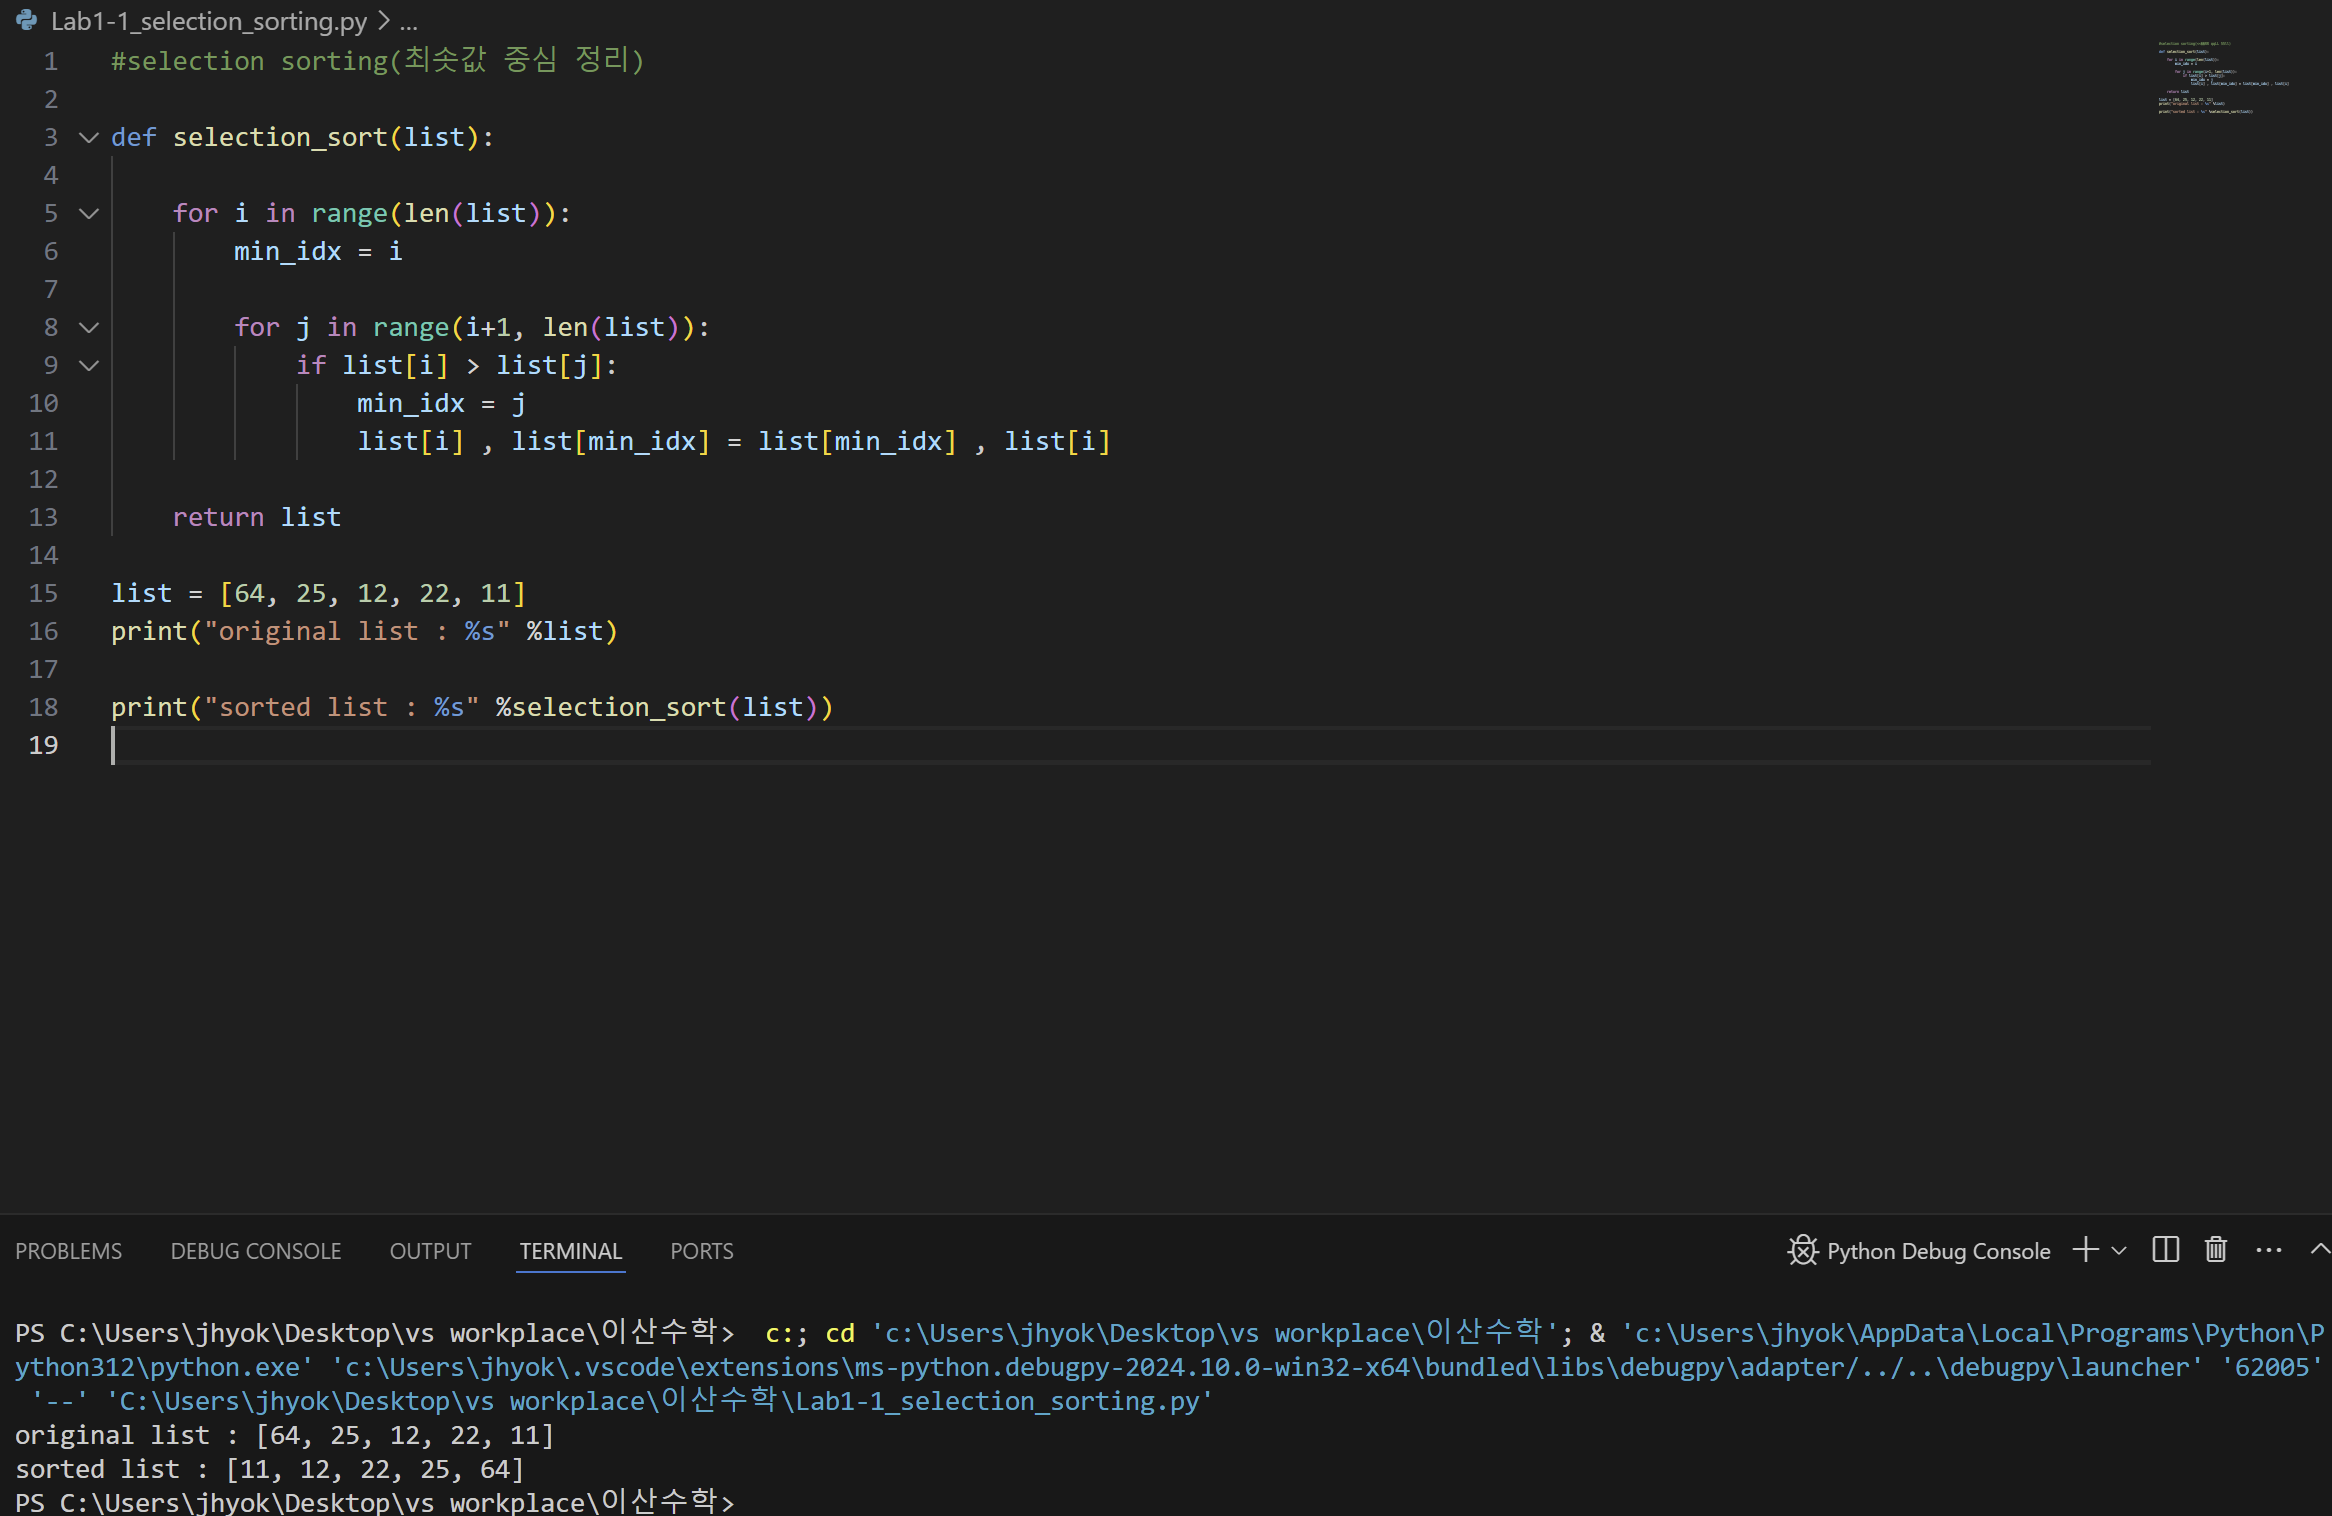 Lab1-1_selection_sorting.py > ...
1 #selection sorting(최솟값 중심 정리)
2
3 def selection_sort(list):
4
5     for i in range(len(list)):
6         min_idx = i
7
8         for j in range(i+1, len(list)):
9             if list[i] > list[j]:
10                 min_idx = j
11                 list[i] , list[min_idx] = list[min_idx] , list[i]
12
13     return list
14
15 list = [64, 25, 12, 22, 11]
16 print("original list : %s" %list)
17
18 print("sorted list : %s" %selection_sort(list))
19
PROBLEMS DEBUG CONSOLE OUTPUT TERMINAL PORTS Python Debug Console
PS C:\Users\jhyok\Desktop\vs workplace\이산수학>  c:; cd 'c:\Users\jhyok\Desktop\vs workplace\이산수학'; & 'c:\Users\jhyok\AppData\Local\Programs\Python\P
ython312\python.exe' 'c:\Users\jhyok\.vscode\extensions\ms-python.debugpy-2024.10.0-win32-x64\bundled\libs\debugpy\adapter/../..\debugpy\launcher' '62005'
 '--' 'C:\Users\jhyok\Desktop\vs workplace\이산수학\Lab1-1_selection_sorting.py'
original list : [64, 25, 12, 22, 11]
sorted list : [11, 12, 22, 25, 64]
PS C:\Users\jhyok\Desktop\vs workplace\이산수학>